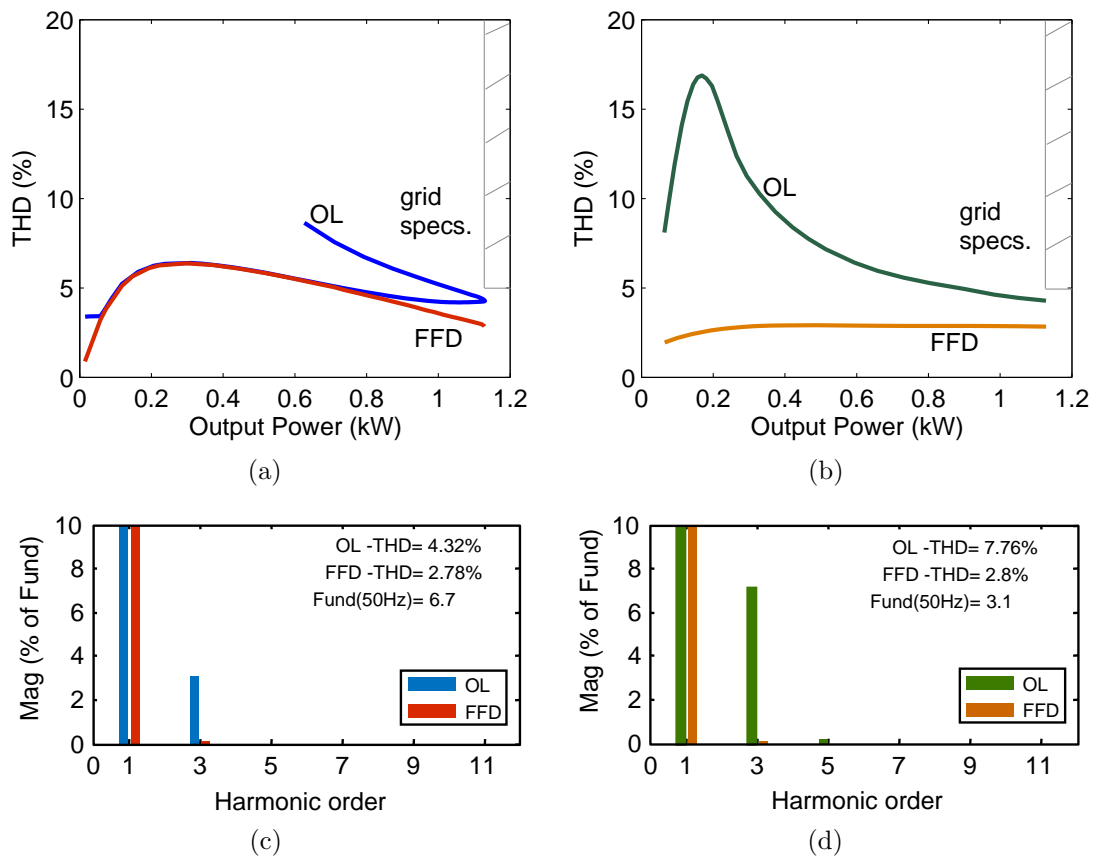 20
15
10
5
0
THD (%)
OL
grid
specs.
FFD
0
0.2
0.4
0.6
0.8
1
1.2
Output Power (kW)
(a)
20
15
10
5
0
THD (%)
OL
grid
specs.
FFD
0
0.2
0.4
0.6
0.8
1
1.2
Output Power (kW)
(b)
10
8
6
4
2
0
Mag (% of Fund)
OL -THD= 4.32%
FFD -THD= 2.78%
Fund(50Hz)= 6.7
OL
FFD
0
1
3
5
7
9
11
Harmonic order
(c)
10
8
6
4
2
0
Mag (% of Fund)
OL -THD= 7.76%
FFD -THD= 2.8%
Fund(50Hz)= 3.1
OL
FFD
0
1
3
5
7
9
11
Harmonic order
(d)